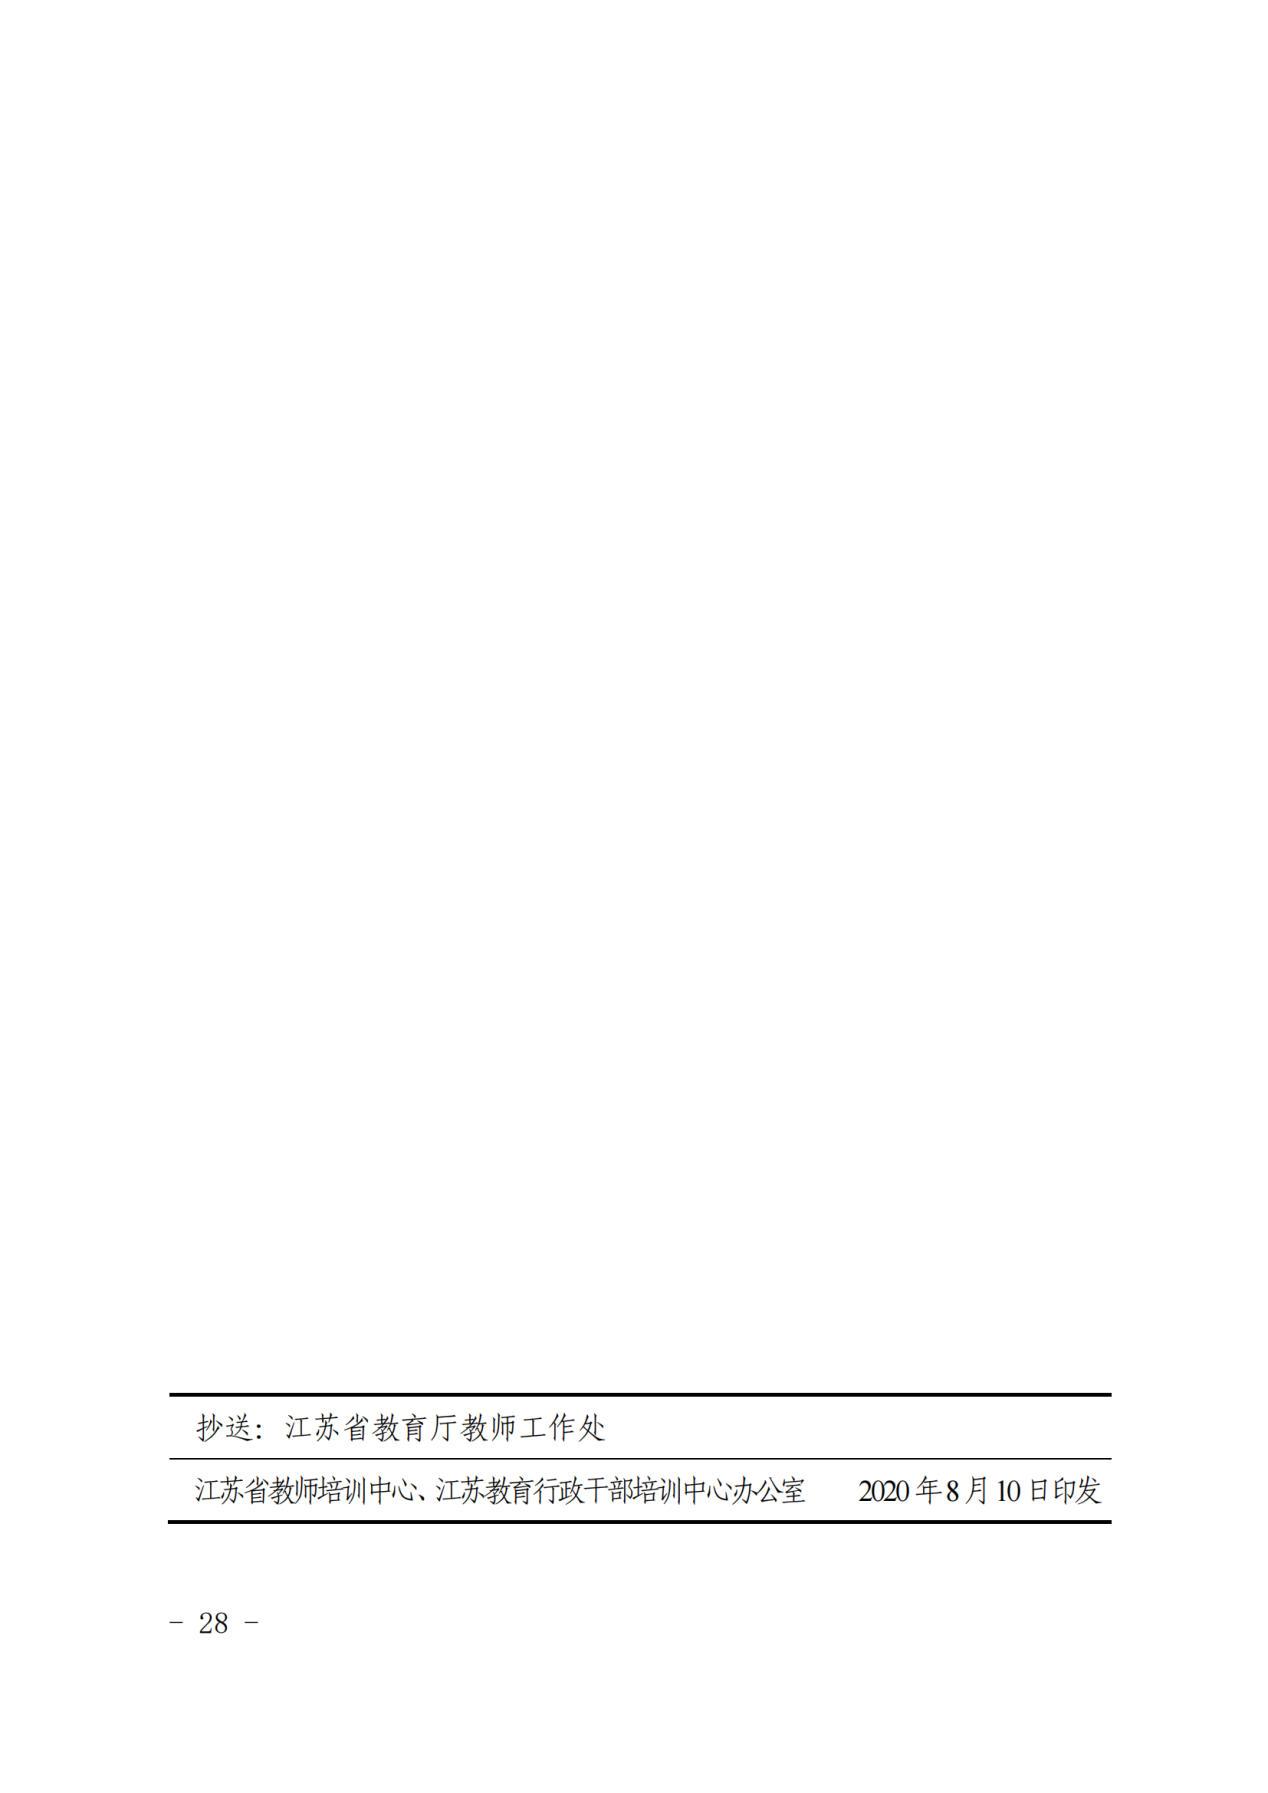 抄送：江苏省教育厅教师工作处
江苏省教师培训中心、江苏教育行政干部培训中心办公室 2020年8月10日印发
- 28 -